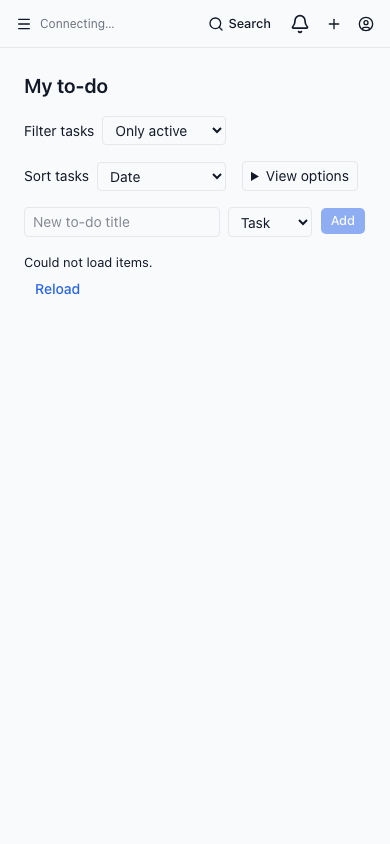 Connecting... Search
My to-do
Filter tasks Only active
Sort tasks Date View options
New to-do title Task Add
Could not load items.
Reload